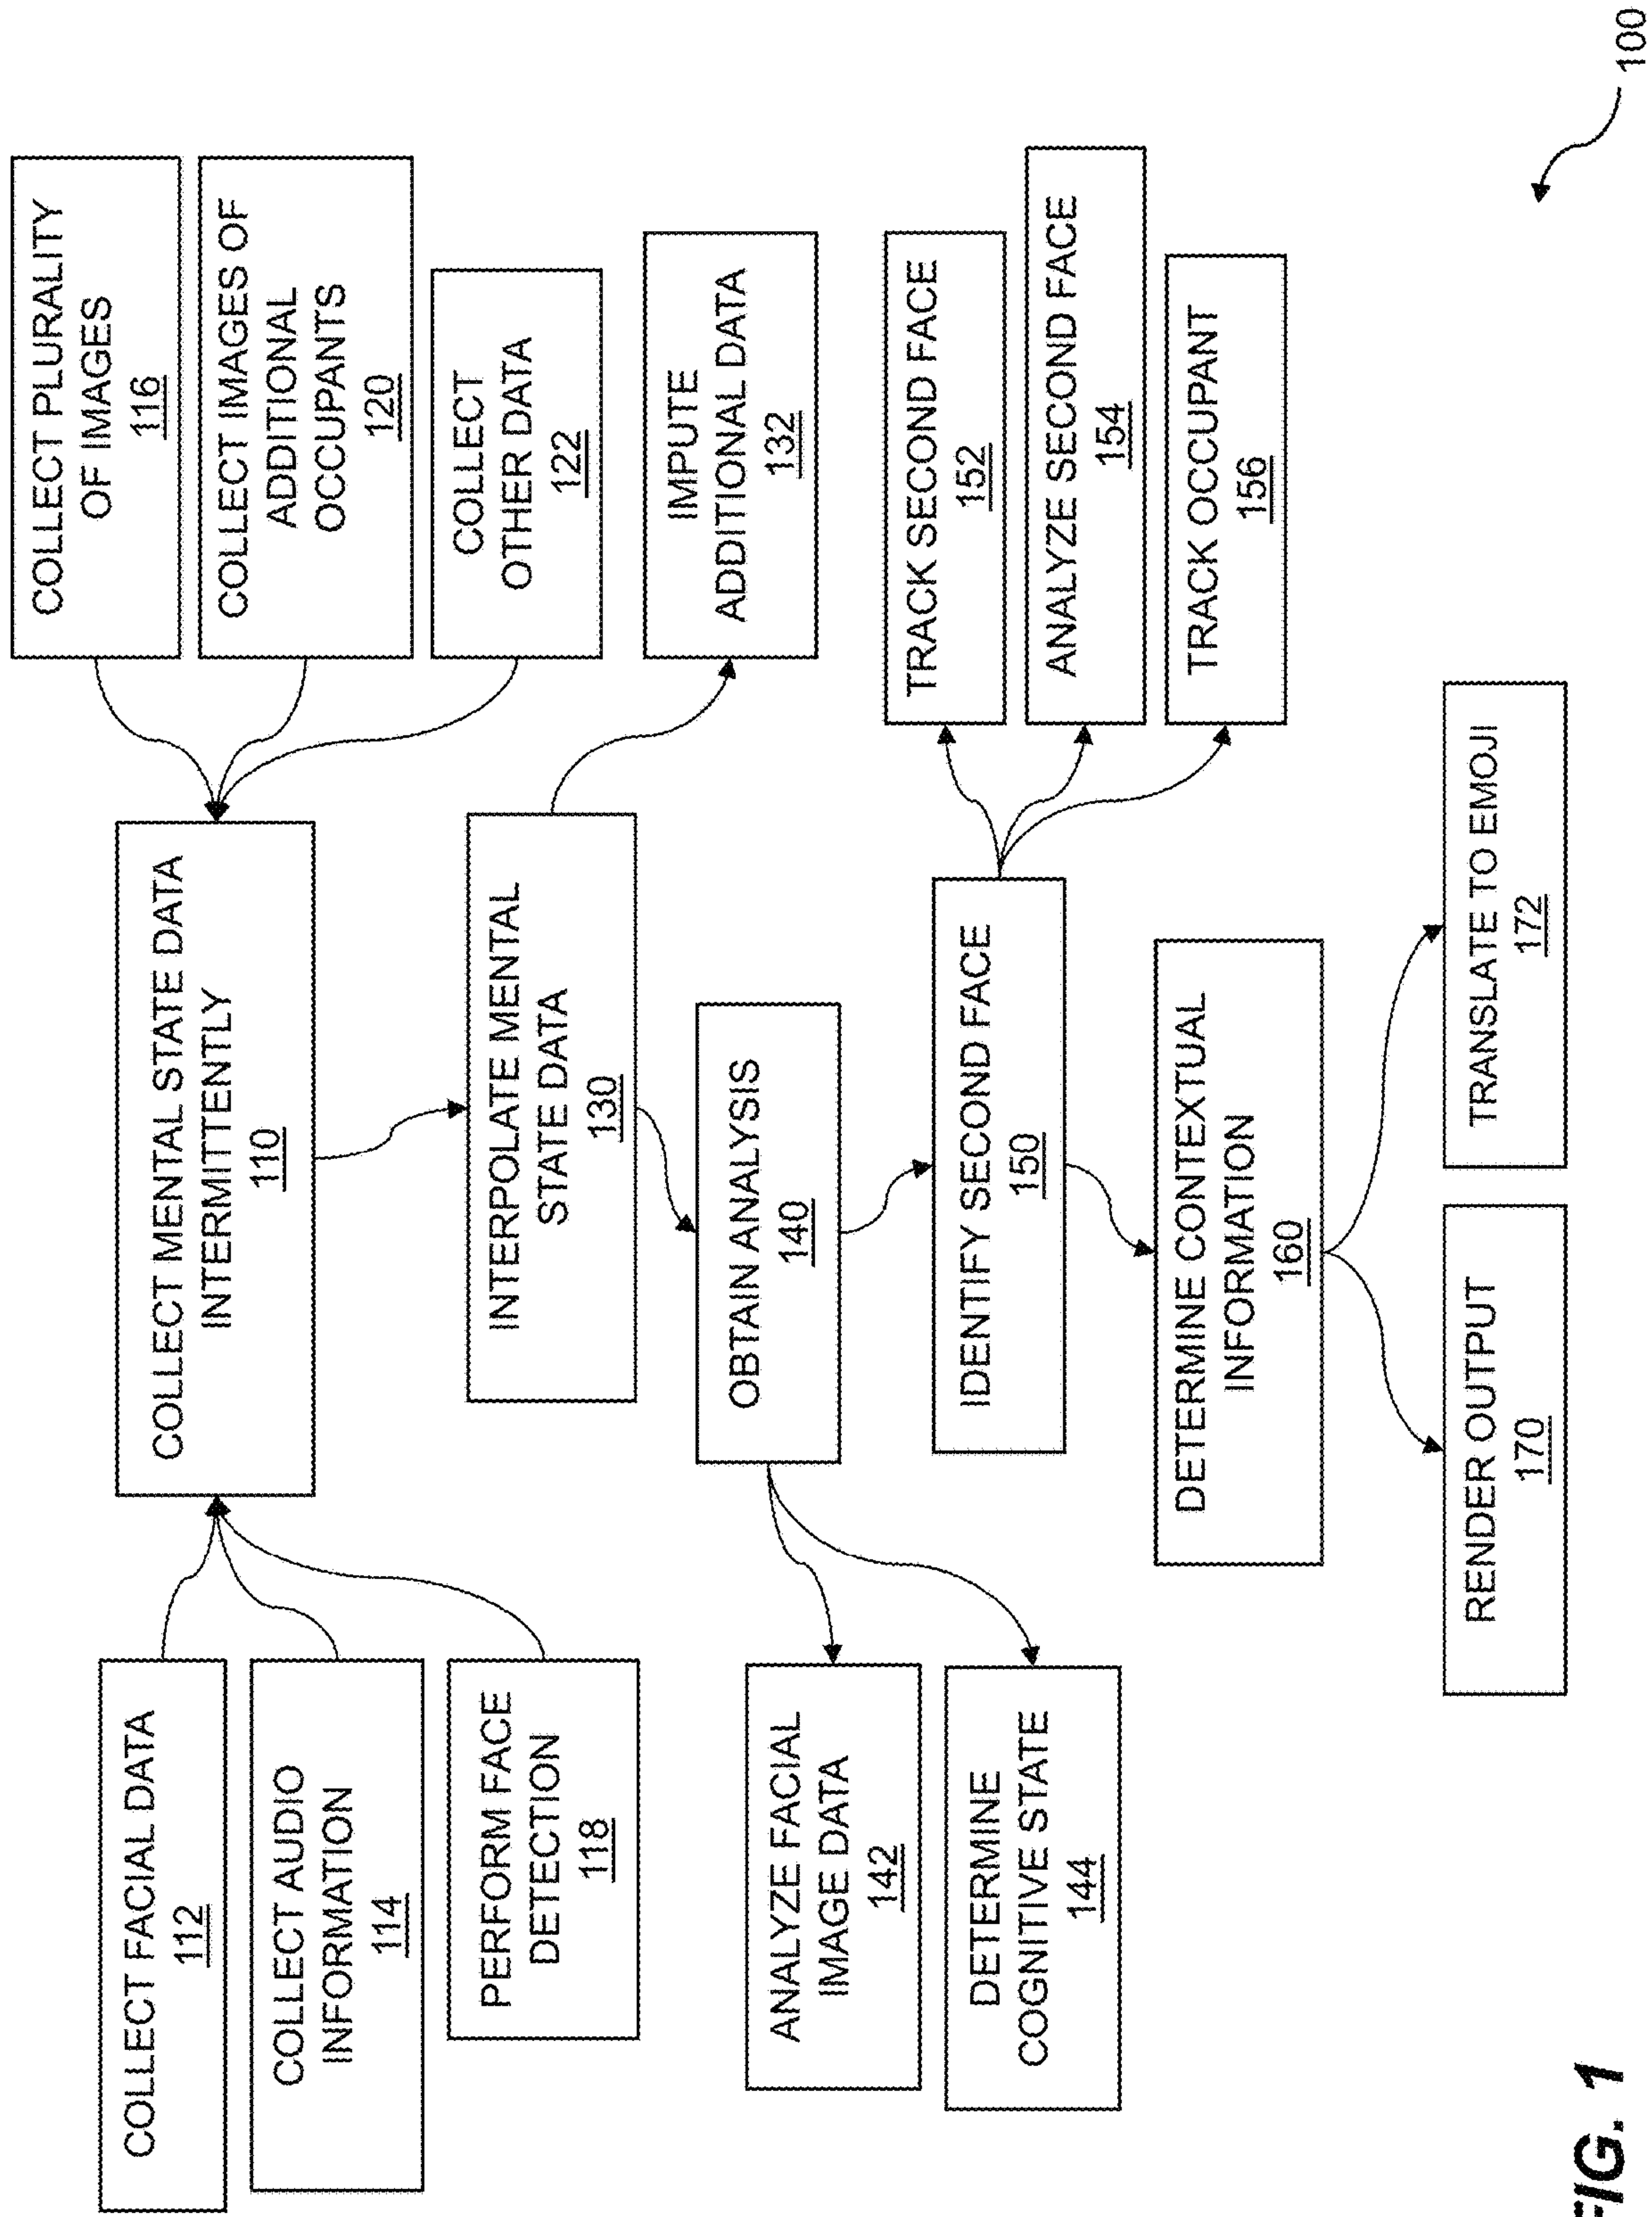 COLLECT FACIAL DATA
112
COLLECT AUDIO
INFORMATION
114
PERFORM FACE
DETECTION
118
COLLECT MENTAL STATE DATA
INTERMITTENTLY
110
COLLECT PLURALITY
OF IMAGES
116
COLLECT IMAGES OF
ADDITIONAL
OCCUPANTS
120
COLLECT
OTHER DATA
122
INTERPOLATE MENTAL
STATE DATA
130
IMPUTE
ADDITIONAL DATA
132
OBTAIN ANALYSIS
140
ANALYZE FACIAL
IMAGE DATA
142
DETERMINE
COGNITIVE STATE
144
IDENTIFY SECOND FACE
150
TRACK SECOND FACE
152
ANALYZE SECOND FACE
154
TRACK OCCUPANT
156
DETERMINE CONTEXTUAL
INFORMATION
160
RENDER OUTPUT
170
TRANSLATE TO EMOJI
172
FIG. 1
100